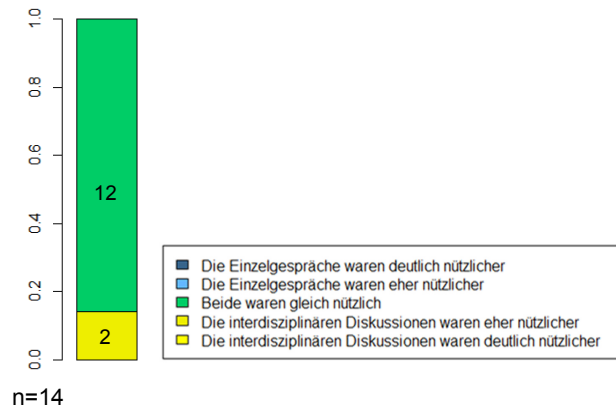 1.0
0.8
0.6
0.4
0.2
0.0
12
2
Die Einzelgespräche waren deutlich nützlicher
Die Einzelgespräche waren eher nützlicher
Beide waren gleich nützlich
Die interdisziplinären Diskussionen waren eher nützlicher
Die interdisziplinären Diskussionen waren deutlich nützlicher
n=14